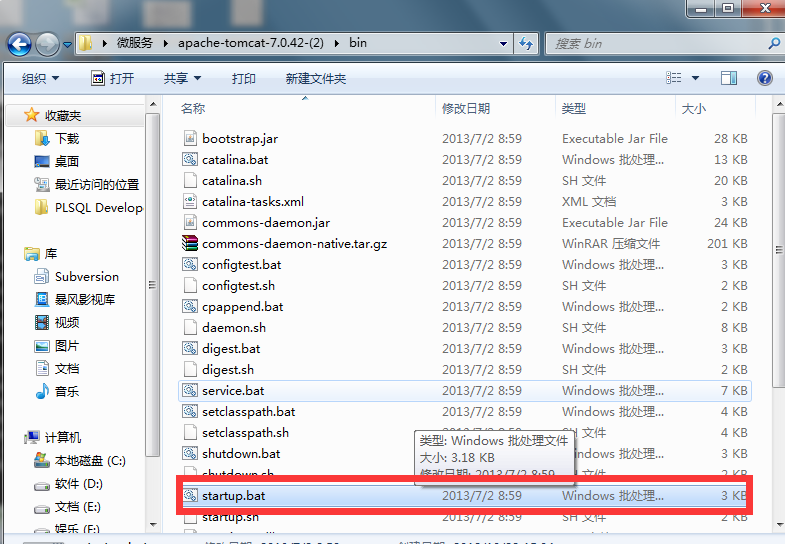 微服务 ▸ apache-tomcat-7.0.42-(2) ▸ bin
搜索 bin
组织 打开 共享 打印 新建文件夹
收藏夹
下载
桌面
最近访问的位置
PLSQL Develop
库
Subversion
暴风影视库
视频
图片
文档
音乐
计算机
本地磁盘 (C:)
软件 (D:)
文档 (E:)
娱乐 (F:)
名称 修改日期 类型 大小
bootstrap.jar 2013/7/2 8:59 Executable Jar File 28 KB
catalina.bat 2013/7/2 8:59 Windows 批处理... 13 KB
catalina.sh 2013/7/2 8:59 SH 文件 20 KB
catalina-tasks.xml 2013/7/2 8:59 XML 文档 3 KB
commons-daemon.jar 2013/7/2 8:59 Executable Jar File 24 KB
commons-daemon-native.tar.gz 2013/7/2 8:59 WinRAR 压缩文件 201 KB
configtest.bat 2013/7/2 8:59 Windows 批处理... 3 KB
configtest.sh 2013/7/2 8:59 SH 文件 2 KB
cpappend.bat 2013/7/2 8:59 Windows 批处理... 2 KB
daemon.sh 2013/7/2 8:59 SH 文件 8 KB
digest.bat 2013/7/2 8:59 Windows 批处理... 3 KB
digest.sh 2013/7/2 8:59 SH 文件 2 KB
service.bat 2013/7/2 8:59 Windows 批处理... 7 KB
setclasspath.bat 2013/7/2 8:59 Windows 批处理... 4 KB
setclasspath.sh 文件 4 KB
shutdown.bat 3 KB
shutdown.sh 文件 2 KB
类型: Windows 批处理文件
大小: 3.18 KB
修改日期: 2013/7/2 8:59
startup.bat 2013/7/2 8:59 Windows 批处理... 3 KB
startup.sh 2013/7/2 8:59 SH 文件 2 KB